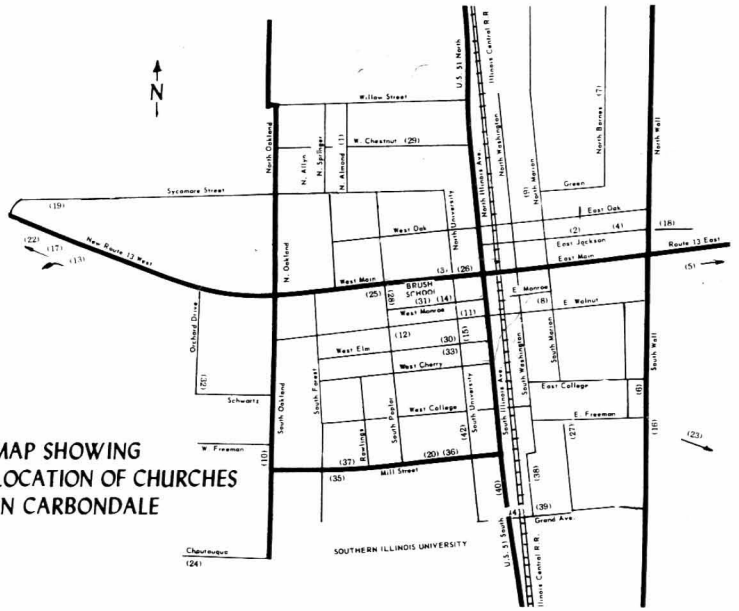 N
U.S. 51 North
Illinois Central R.R.
Willow Street
North Oakland
N. Allyn
N. Springer
N. Almond (1)
W. Chestnut (29)
North Illinois Ave.
North Washington
North Marion
(9)
North Barnes (7)
North Wall
Green
Sycamore Street
(19)
New Route 13 West
(22)
(17)
(13)
N. Oakland
West Oak
North University
East Oak
(2)
(4)
(18)
East Jackson
East Main
Route 13 East
(5)
West Main
(3)
(26)
(25)
(28)
BRUSH
SCHOOL
(31) (14)
West Monroe
(11)
E. Monroe
(8)
E. Walnut
Orchard Drive
(32)
Schwartz
(12)
(30)
(15)
West Elm
(33)
West Cherry
South Oakland
South Forest
Rawlings
South Poplar
West College
South University
(42)
South Illinois Ave.
South Washington
South Marion
South Wall
East College
(6)
E. Freeman
(27)
(16)
(23)
MAP SHOWING
LOCATION OF CHURCHES
IN CARBONDALE
W. Freeman
(10)
(37)
(35)
Mill Street
(20) (36)
(38)
(40)
(39)
(41)
Grand Ave.
U.S. 51 South
Illinois Central R.R.
Chautauqua
(24)
SOUTHERN ILLINOIS UNIVERSITY